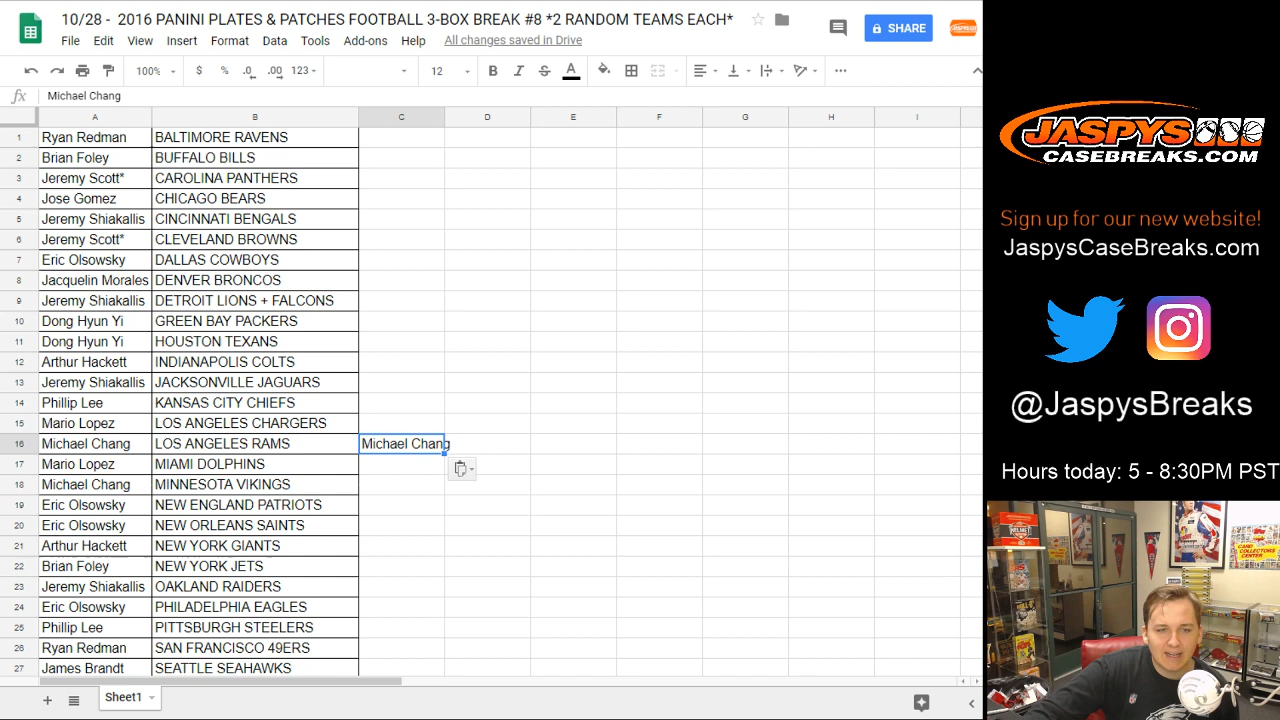 10/28 -  2016 PANINI PLATES & PATCHES FOOTBALL 3-BOX BREAK #8 *2 RANDOM TEAMS EACH*
SHARE
File Edit View Insert Format Data Tools Add-ons Help All changes saved in Drive
100% $ % .0 .00 123 12 B I S A
fx Michael Chang
A B C D E F G H I
1 Ryan Redman BALTIMORE RAVENS
2 Brian Foley BUFFALO BILLS
3 Jeremy Scott* CAROLINA PANTHERS
4 Jose Gomez CHICAGO BEARS
5 Jeremy Shiakallis CINCINNATI BENGALS
6 Jeremy Scott* CLEVELAND BROWNS
7 Eric Olsowsky DALLAS COWBOYS
8 Jacquelin Morales DENVER BRONCOS
9 Jeremy Shiakallis DETROIT LIONS + FALCONS
10 Dong Hyun Yi GREEN BAY PACKERS
11 Dong Hyun Yi HOUSTON TEXANS
12 Arthur Hackett INDIANAPOLIS COLTS
13 Jeremy Shiakallis JACKSONVILLE JAGUARS
14 Phillip Lee KANSAS CITY CHIEFS
15 Mario Lopez LOS ANGELES CHARGERS
16 Michael Chang LOS ANGELES RAMS Michael Chang
17 Mario Lopez MIAMI DOLPHINS
18 Michael Chang MINNESOTA VIKINGS
19 Eric Olsowsky NEW ENGLAND PATRIOTS
20 Eric Olsowsky NEW ORLEANS SAINTS
21 Arthur Hackett NEW YORK GIANTS
22 Brian Foley NEW YORK JETS
23 Jeremy Shiakallis OAKLAND RAIDERS
24 Eric Olsowsky PHILADELPHIA EAGLES
25 Phillip Lee PITTSBURGH STEELERS
26 Ryan Redman SAN FRANCISCO 49ERS
27 James Brandt SEATTLE SEAHAWKS
Sheet1
JASPYS
CASEBREAKS.COM
Sign up for our new website!
JaspysCaseBreaks.com
@JaspysBreaks
Hours today: 5 - 8:30PM PST
CARD
COLLECTORS
CENTER